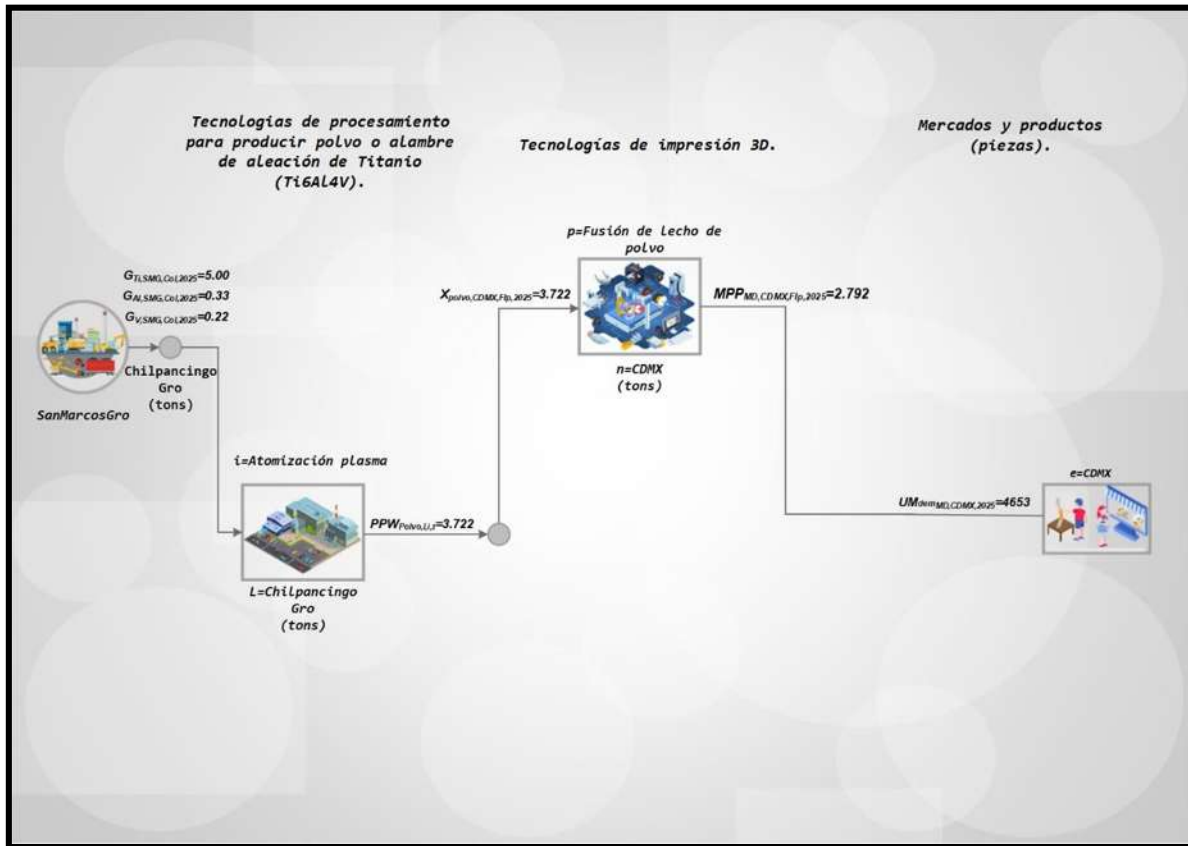 Tecnologías de procesamiento
para producir polvo o alambre
de aleación de Titanio
(Ti6Al4V).
Tecnologías de impresión 3D.
Mercados y productos
(piezas).
p=Fusión de lecho de
polvo
G_Ti,SMG,Col,2025=5.00
G_Al,SMG,Col,2025=0.33
G_V,SMG,Col,2025=0.22
X_polvo,CDMX,Flp,2025=3.722
MPP_MD,CDMX,Flp,2025=2.792
Chilpancingo
Gro
(tons)
n=CDMX
(tons)
SanMarcosGro
i=Atomización plasma
e=CDMX
UMdem_MD,CDMX,2025=4653
PPW_Polvo,l,i,t=3.722
L=Chilpancingo
Gro
(tons)